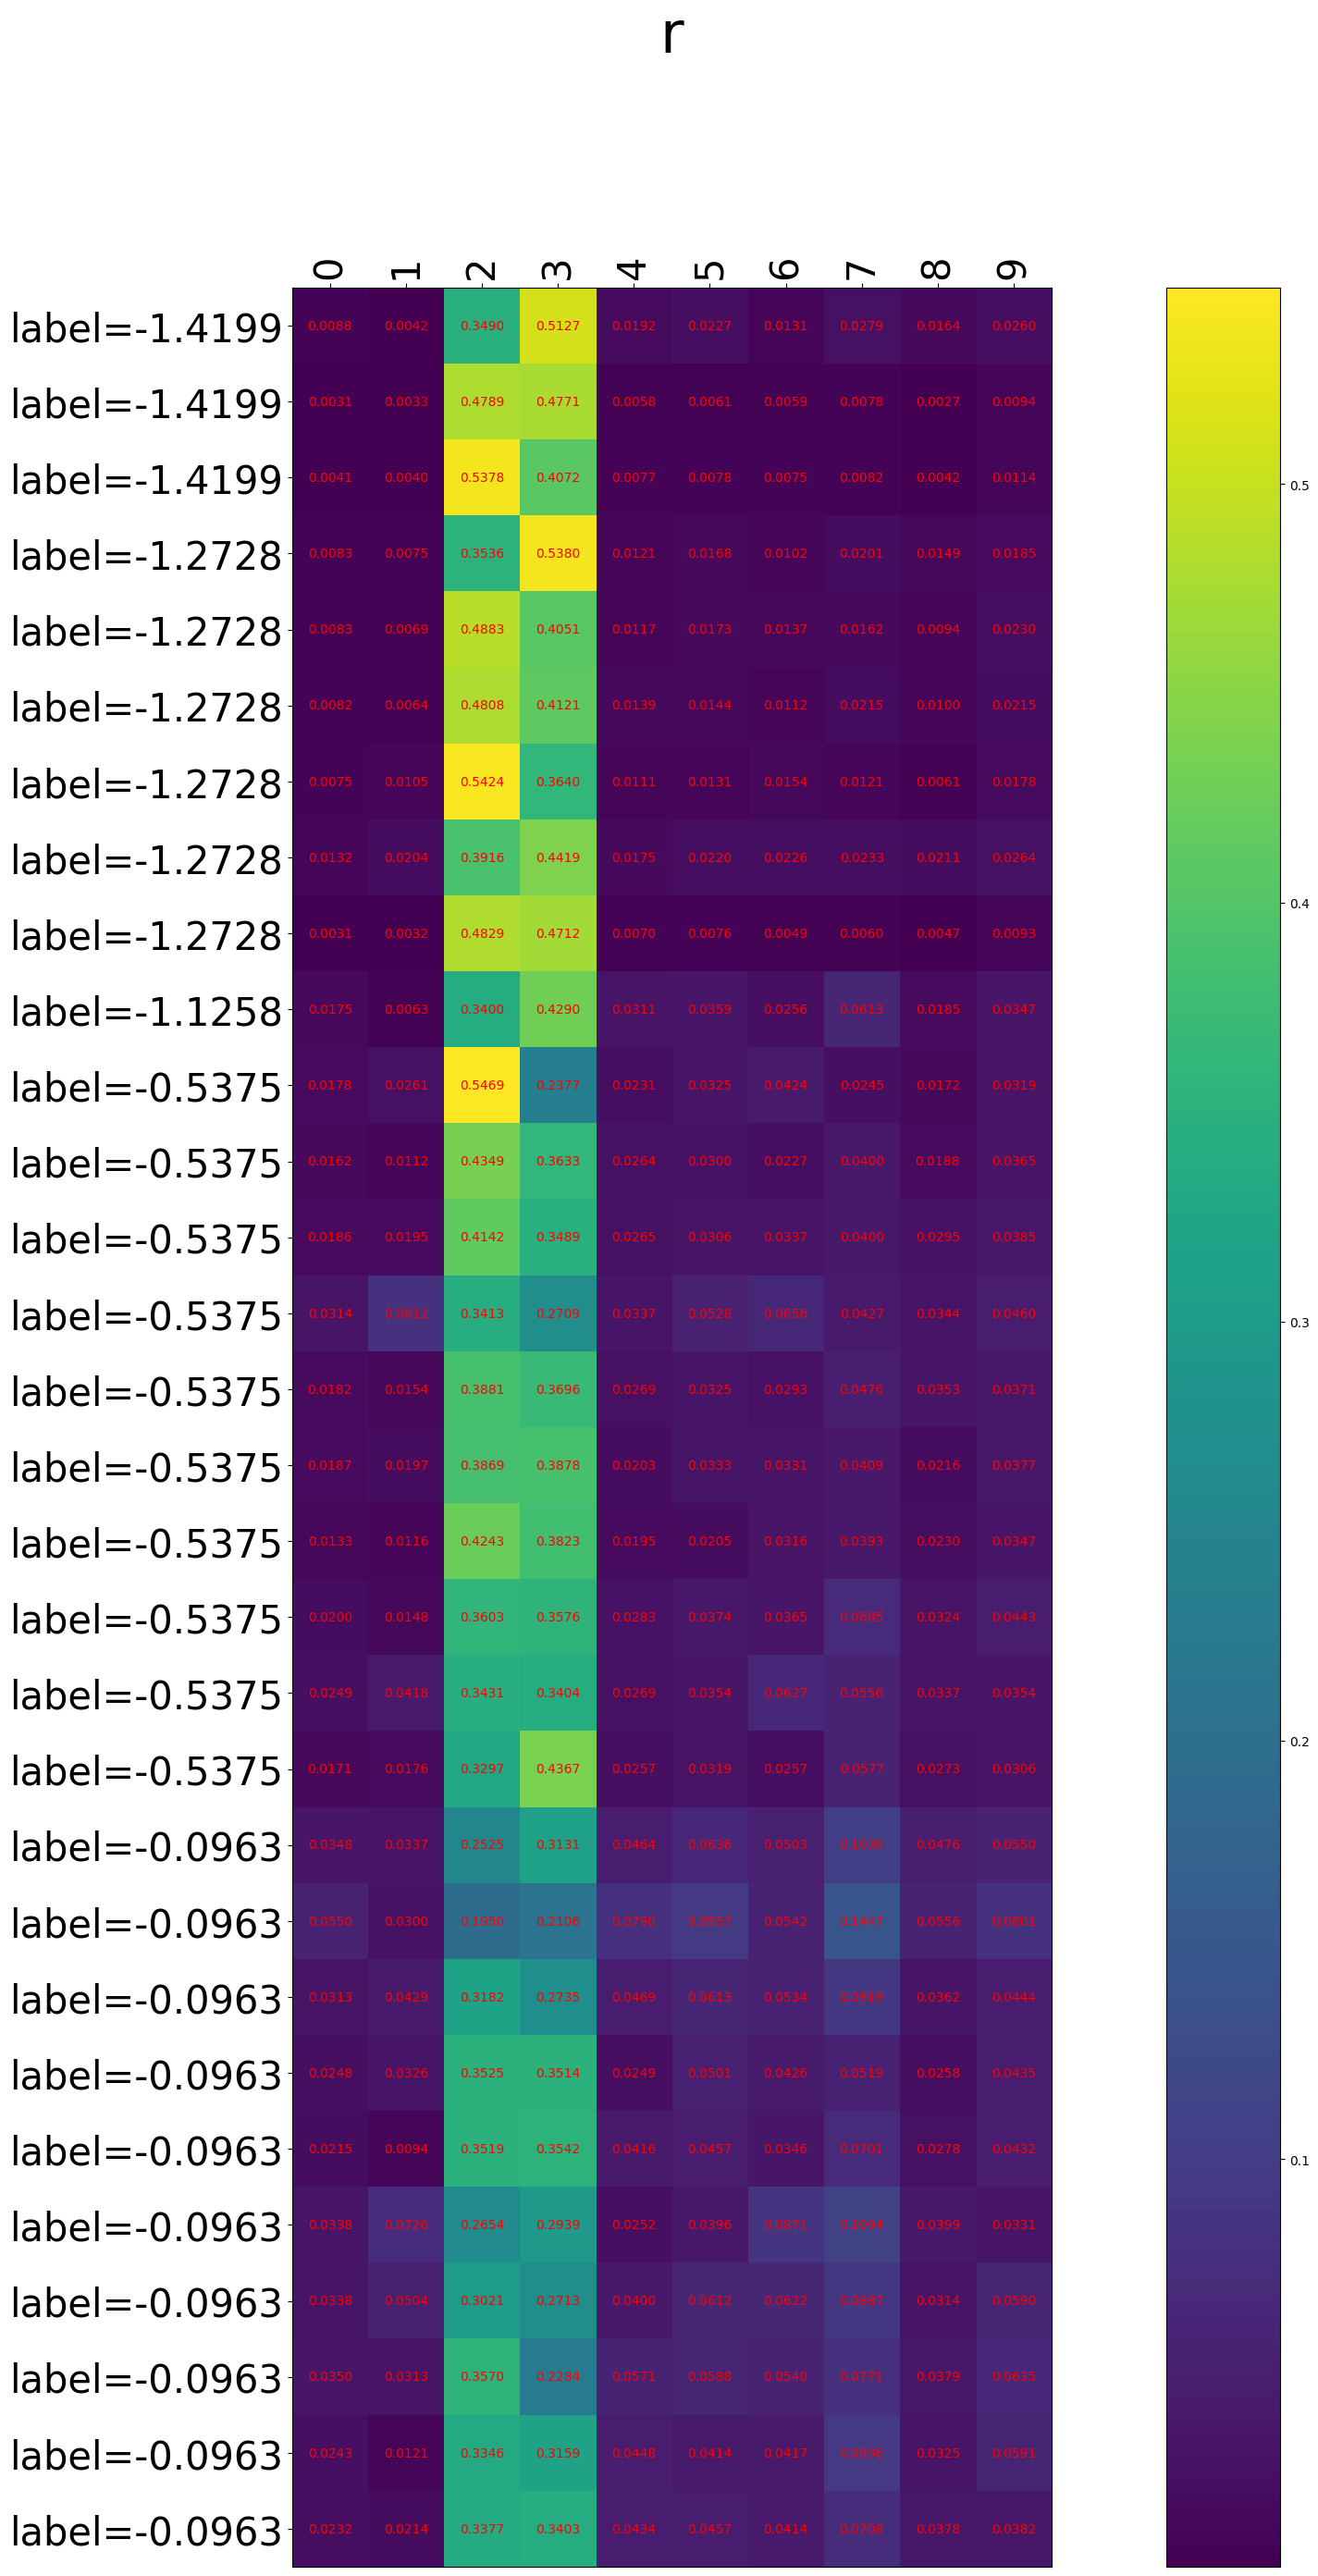 r
0 1 2 3 4 5 6 7 8 9
label=-1.4199 0.0088 0.0042 0.3490 0.5127 0.0192 0.0227 0.0131 0.0279 0.0164 0.0260
label=-1.4199 0.0031 0.0033 0.4789 0.4771 0.0058 0.0061 0.0059 0.0078 0.0027 0.0094
label=-1.4199 0.0041 0.0040 0.5378 0.4072 0.0077 0.0078 0.0075 0.0082 0.0042 0.0114
0.5
label=-1.2728 0.0083 0.0075 0.3536 0.5380 0.0121 0.0168 0.0102 0.0201 0.0149 0.0185
label=-1.2728 0.0083 0.0069 0.4883 0.4051 0.0117 0.0173 0.0137 0.0162 0.0094 0.0230
label=-1.2728 0.0082 0.0064 0.4808 0.4121 0.0139 0.0144 0.0112 0.0215 0.0100 0.0215
label=-1.2728 0.0075 0.0105 0.5424 0.3640 0.0111 0.0131 0.0154 0.0121 0.0061 0.0178
label=-1.2728 0.0132 0.0204 0.3916 0.4419 0.0175 0.0220 0.0226 0.0233 0.0211 0.0264
0.4
label=-1.2728 0.0031 0.0032 0.4829 0.4712 0.0070 0.0076 0.0049 0.0060 0.0047 0.0093
label=-1.1258 0.0175 0.0063 0.3400 0.4290 0.0311 0.0359 0.0256 0.0613 0.0185 0.0347
label=-0.5375 0.0178 0.0261 0.5469 0.2377 0.0231 0.0325 0.0424 0.0245 0.0172 0.0319
label=-0.5375 0.0162 0.0112 0.4349 0.3633 0.0264 0.0300 0.0227 0.0400 0.0188 0.0365
label=-0.5375 0.0186 0.0195 0.4142 0.3489 0.0265 0.0306 0.0337 0.0400 0.0295 0.0385
label=-0.5375 0.0314 0.0812 0.3413 0.2709 0.0337 0.0528 0.0656 0.0427 0.0344 0.0460
0.3
label=-0.5375 0.0182 0.0154 0.3881 0.3696 0.0269 0.0325 0.0293 0.0476 0.0353 0.0371
label=-0.5375 0.0187 0.0197 0.3869 0.3878 0.0203 0.0333 0.0331 0.0409 0.0216 0.0377
label=-0.5375 0.0133 0.0116 0.4243 0.3823 0.0195 0.0205 0.0316 0.0393 0.0230 0.0347
label=-0.5375 0.0200 0.0148 0.3603 0.3576 0.0283 0.0374 0.0365 0.0685 0.0324 0.0443
label=-0.5375 0.0249 0.0418 0.3431 0.3404 0.0269 0.0354 0.0627 0.0556 0.0337 0.0354
0.2
label=-0.5375 0.0171 0.0176 0.3297 0.4367 0.0257 0.0319 0.0257 0.0577 0.0273 0.0306
label=-0.0963 0.0348 0.0337 0.2525 0.3131 0.0464 0.0636 0.0503 0.1030 0.0476 0.0550
label=-0.0963 0.0550 0.0300 0.1950 0.2106 0.0790 0.0957 0.0542 0.1447 0.0556 0.0801
label=-0.0963 0.0313 0.0429 0.3182 0.2735 0.0469 0.0613 0.0534 0.0919 0.0362 0.0444
label=-0.0963 0.0248 0.0326 0.3525 0.3514 0.0249 0.0501 0.0426 0.0519 0.0258 0.0435
label=-0.0963 0.0215 0.0094 0.3519 0.3542 0.0416 0.0457 0.0346 0.0701 0.0278 0.0432
0.1
label=-0.0963 0.0338 0.0726 0.2654 0.2939 0.0252 0.0396 0.0871 0.1094 0.0399 0.0331
label=-0.0963 0.0338 0.0504 0.3021 0.2713 0.0400 0.0612 0.0622 0.0887 0.0314 0.0590
label=-0.0963 0.0350 0.0313 0.3570 0.2284 0.0571 0.0588 0.0540 0.0771 0.0379 0.0635
label=-0.0963 0.0243 0.0121 0.3346 0.3159 0.0448 0.0414 0.0417 0.0936 0.0325 0.0591
label=-0.0963 0.0232 0.0214 0.3377 0.3403 0.0434 0.0457 0.0414 0.0708 0.0378 0.0382